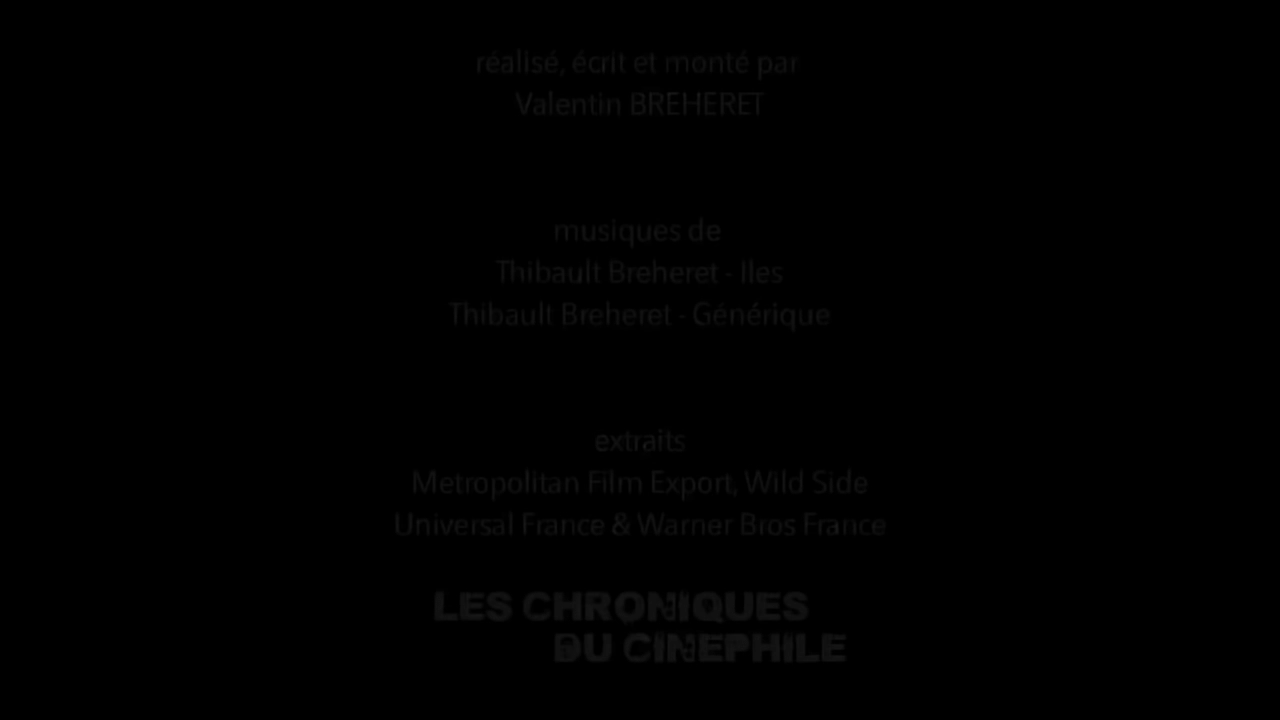 réalisé, écrit et monté par
Valentin BREHERET
musiques de
Thibault Breheret - Iles
Thibault Breheret - Générique
extraits
Metropolitan Film Export, Wild Side
Universal France & Warner Bros France
LES CHRONIQUES
DU CINEPHILE